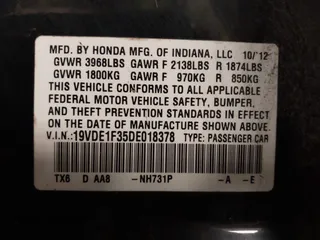 MFD. BY HONDA MFG. OF INDIANA, LLC 10/'12
GVWR 3968LBS GAWR F 2138LBS R 1874LBS
GVWR 1800KG GAWR F 970KG R 850KG
THIS VEHICLE CONFORMS TO ALL APPLICABLE
FEDERAL MOTOR VEHICLE SAFETY, BUMPER,
AND THEFT PREVENTION STANDARDS IN EFFECT
ON THE DATE OF MANUFACTURE SHOWN ABOVE.
V.I.N.: 19VDE1F35DE018378 TYPE: PASSENGER CAR
TX6 D AA8 -NH731P -A -E